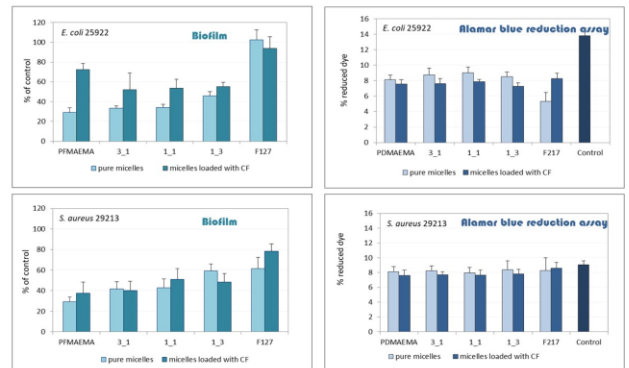 E. coli 25922
Biofilm
% of control
120
100
80
60
40
20
0
PFMAEMA 3_1 1_1 1_3 F127
pure micelles micelles loaded with CF
E. coli 25922
Alamar blue reduction assay
% reduced dye
16
14
12
10
8
6
4
2
0
PDMAEMA 3_1 1_1 1_3 F217 Control
pure micelles micelles loaded with CF
S. aureus 29213
Biofilm
% of control
120
100
80
60
40
20
0
PFMAEMA 3_1 1_1 1_3 F127
pure micelles micelles loaded with CF
S. aureus 29213
Alamar blue reduction assay
% reduced dye
16
14
12
10
8
6
4
2
0
PDMAEMA 3_1 1_1 1_3 F217 Control
pure micelles micelles loaded with CF